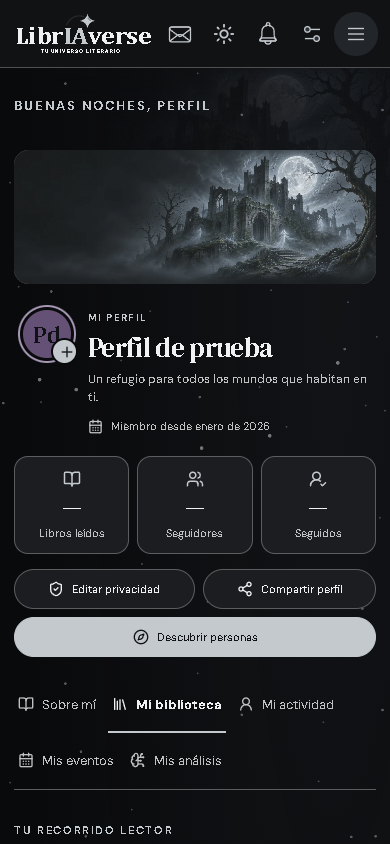 LibrIAverse
TU UNIVERSO LITERARIO
BUENAS NOCHES, PERFIL
Pd
MI PERFIL
Perfil de prueba
Un refugio para todos los mundos que habitan en
ti.
Miembro desde enero de 2026
— — —
Libros leídos Seguidores Seguidos
Editar privacidad Compartir perfil
Descubrir personas
Sobre mí Mi biblioteca Mi actividad
Mis eventos Mis análisis
TU RECORRIDO LECTOR